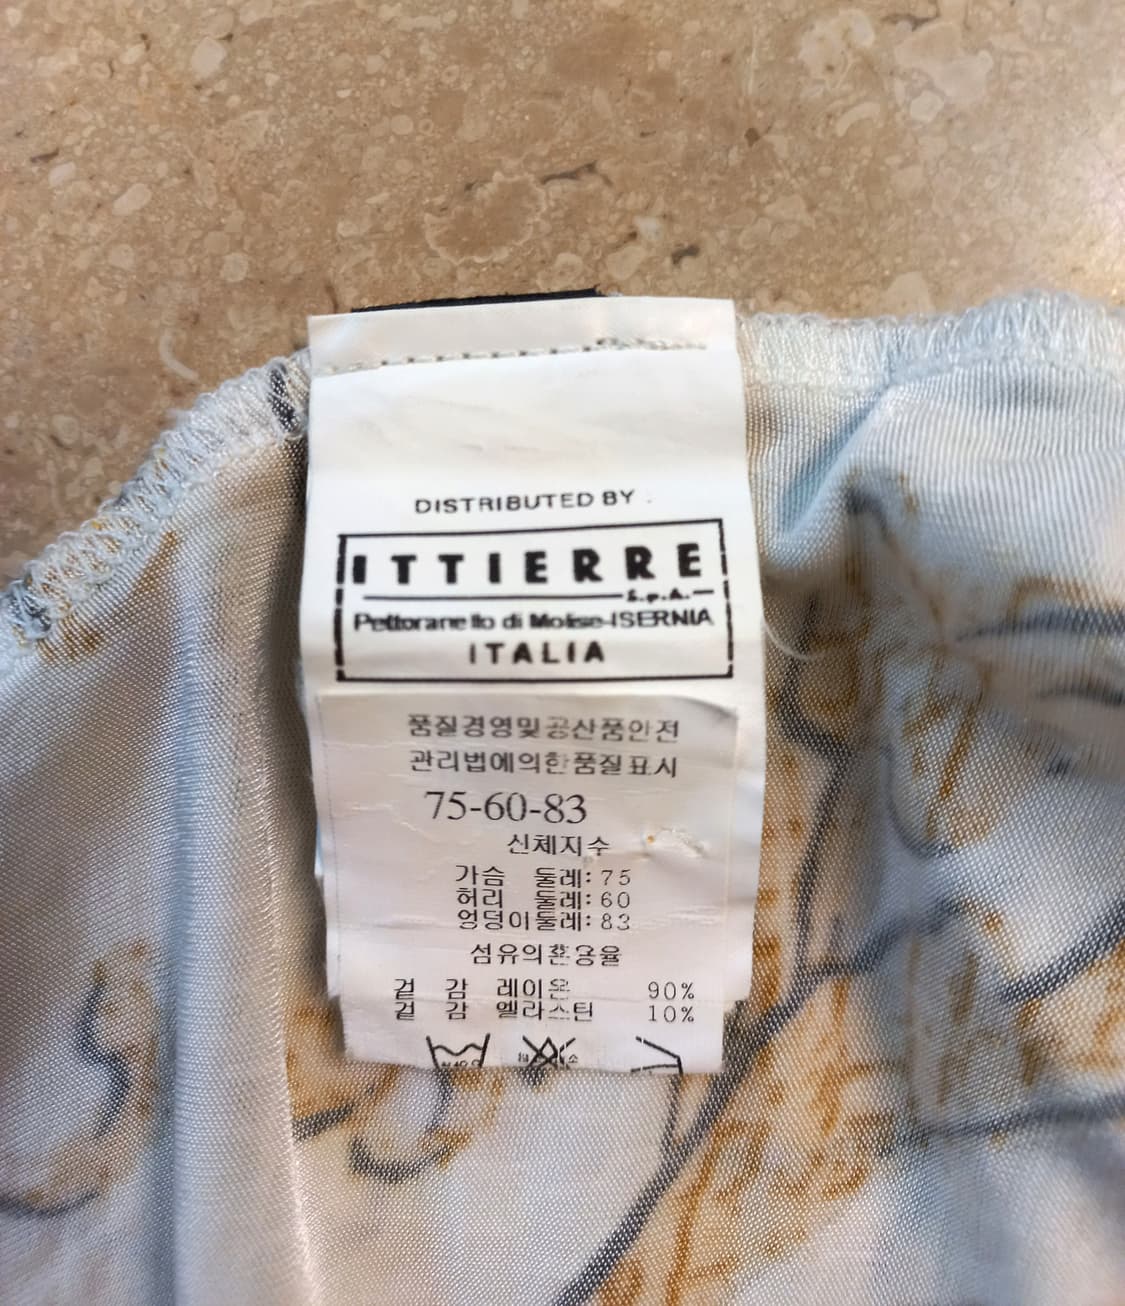 DISTRIBUTED BY
ITTIERRE
S.p.A.
Pettoranello di Molise-ISERNIA
ITALIA
품질경영및공산품안전
관리법에의한품질표시
75-60-83
신체지수
가슴 둘레: 75
허리 둘레: 60
엉덩이둘레: 83
섬유의혼용율
겉 감 레이온 90%
겉 감 엘라스틴 10%